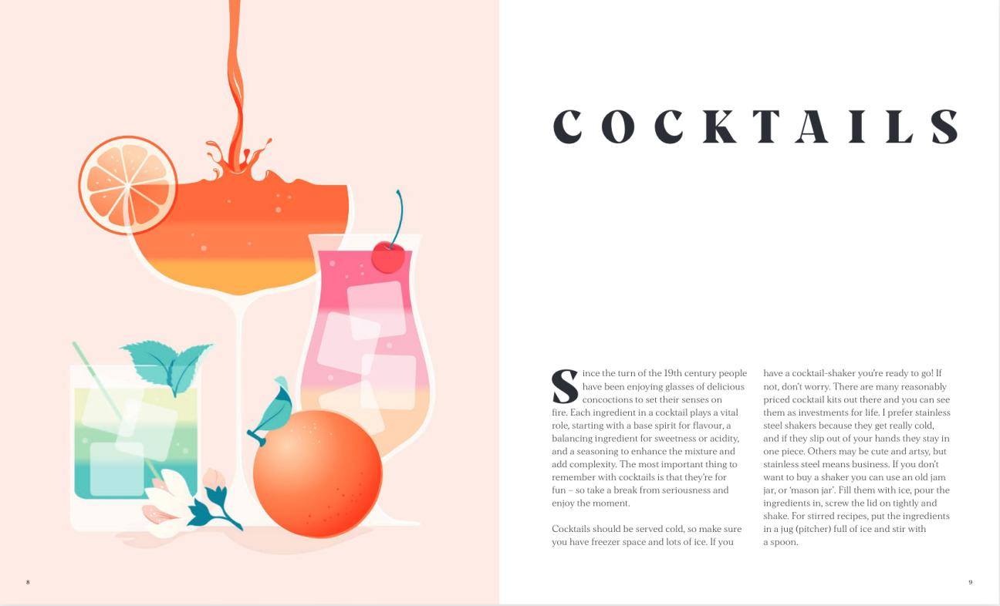 COCKTAILS
Since the turn of the 19th century people
have been enjoying glasses of delicious
concoctions to set their senses on
fire. Each ingredient in a cocktail plays a vital
role, starting with a base spirit for flavour, a
balancing ingredient for sweetness or acidity,
and a seasoning to enhance the mixture and
add complexity. The most important thing to
remember with cocktails is that they're for
fun – so take a break from seriousness and
enjoy the moment.
Cocktails should be served cold, so make sure
you have freezer space and lots of ice. If you
have a cocktail-shaker you're ready to go! If
not, don't worry. There are many reasonably
priced cocktail kits out there and you can see
them as investments for life. I prefer stainless
steel shakers because they get really cold,
and if they slip out of your hands they stay in
one piece. Others may be cute and artsy, but
stainless steel means business. If you don't
want to buy a shaker you can use an old jam
jar, or 'mason jar'. Fill them with ice, pour the
ingredients in, screw the lid on tightly and
shake. For stirred recipes, put the ingredients
in a jug (pitcher) full of ice and stir with
a spoon.
8
9